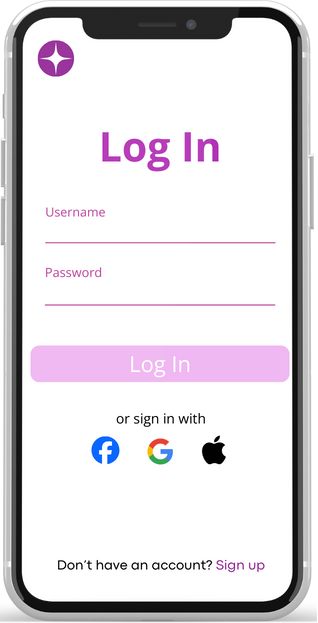 Log In
Username
Password
Log In
or sign in with
Don't have an account? Sign up